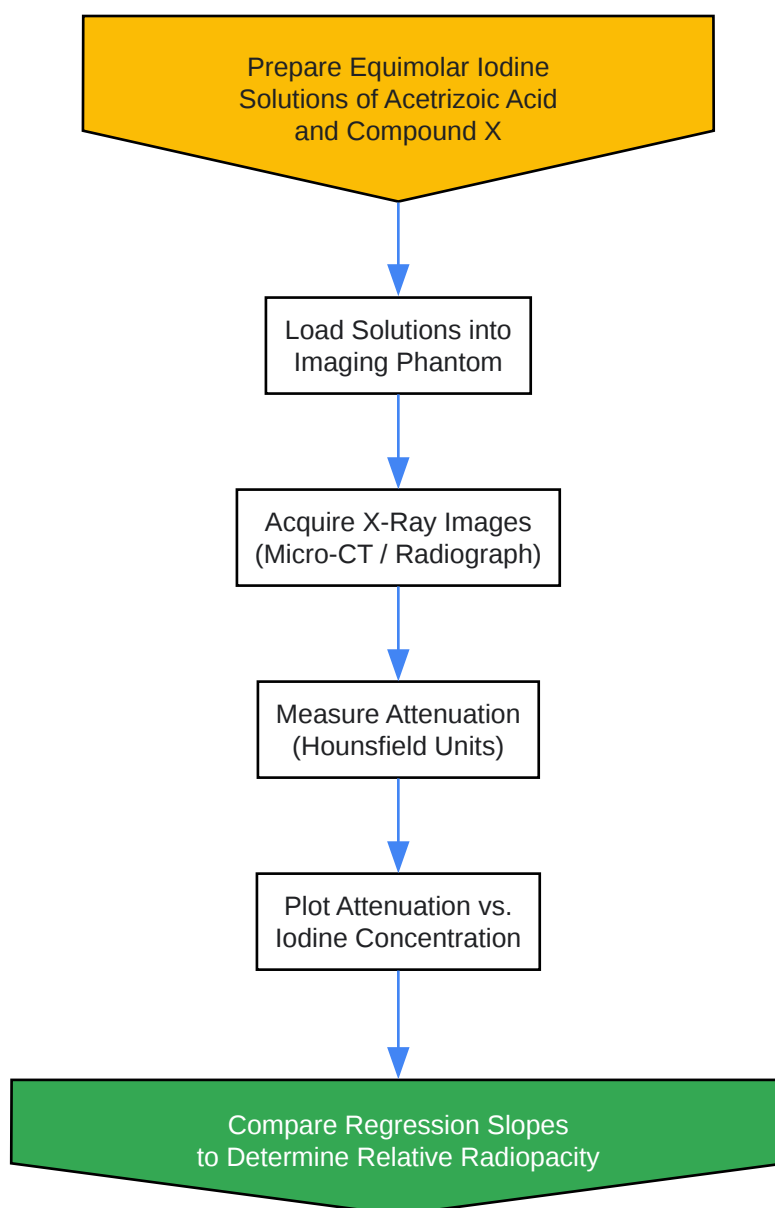 Prepare Equimolar Iodine
Solutions of Acetrizoic Acid
and Compound X
Load Solutions into
Imaging Phantom
Acquire X-Ray Images
(Micro-CT / Radiograph)
Measure Attenuation
(Hounsfield Units)
Plot Attenuation vs.
Iodine Concentration
Compare Regression Slopes
to Determine Relative Radiopacity